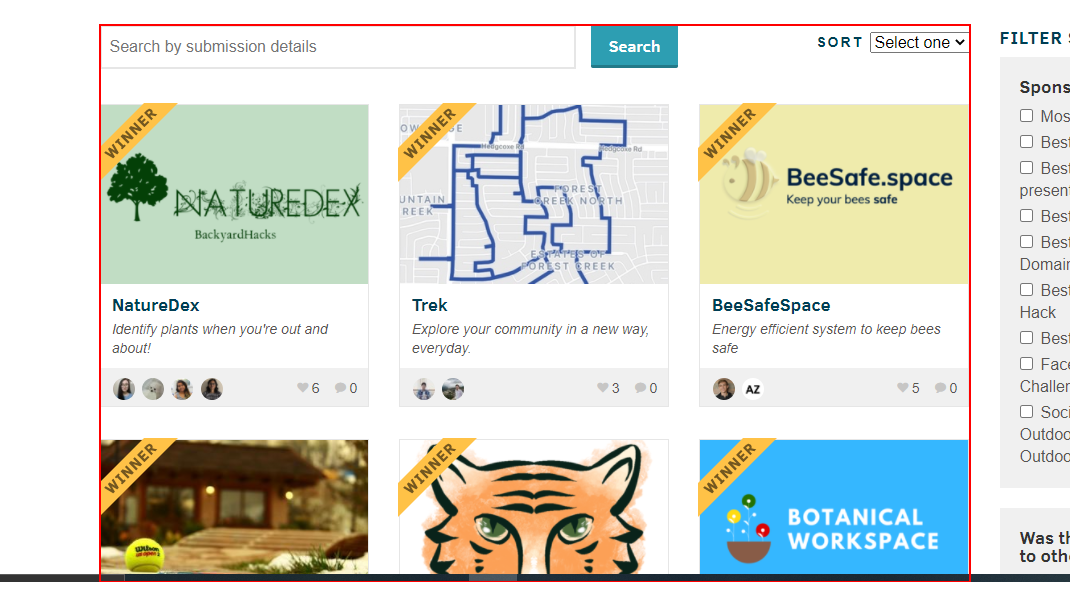 Search by submission details
Search
SORT
Select one
FILTER
WINNER
NATUREDEX
BackyardHacks
NatureDex
Identify plants when you're out and
about!
6
0
WINNER
Hedgcoxe Rd
Hedgcoxe Rd
FOREST
CREEK NORTH
ESTATES OF
FOREST CREEK
Trek
Explore your community in a new way,
everyday.
3
0
WINNER
BeeSafe.space
Keep your bees safe
BeeSafeSpace
Energy efficient system to keep bees
safe
AZ
5
0
WINNER
Wilson
US Open
WINNER
WINNER
BOTANICAL
WORKSPACE
Spons
Mos
Best
Best
present
Best
Best
Domain
Best
Hack
Best
Face
Challen
Soci
Outdoo
Outdoo
Was th
to othe